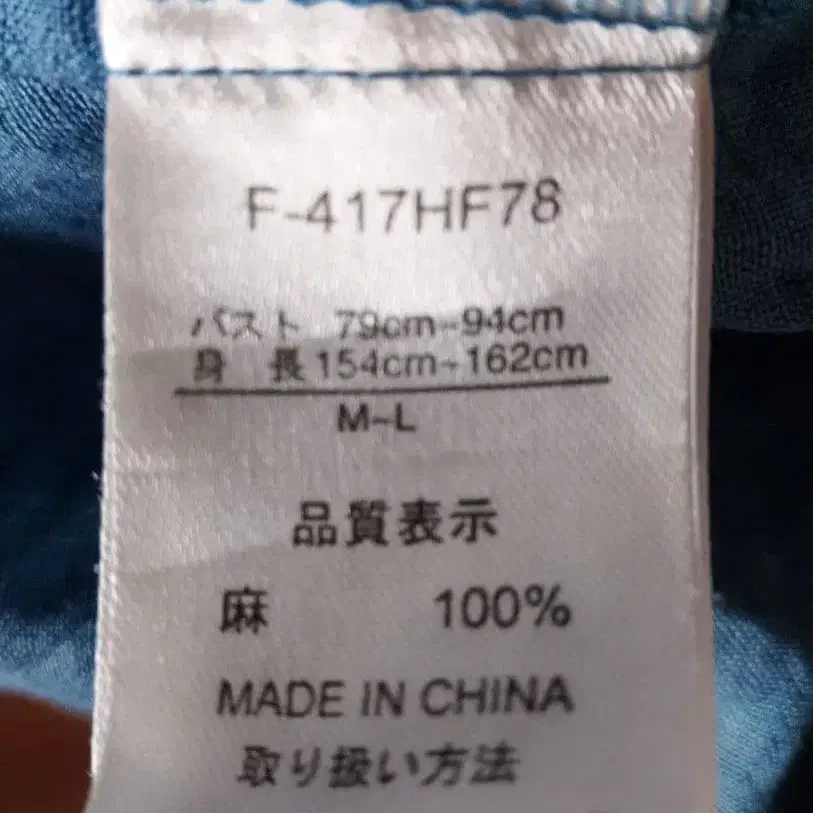 F-417HF78
バスト 79cm~94cm
身 長 154cm~162cm
M~L
品質表示
麻 100%
MADE IN CHINA
取り扱い方法